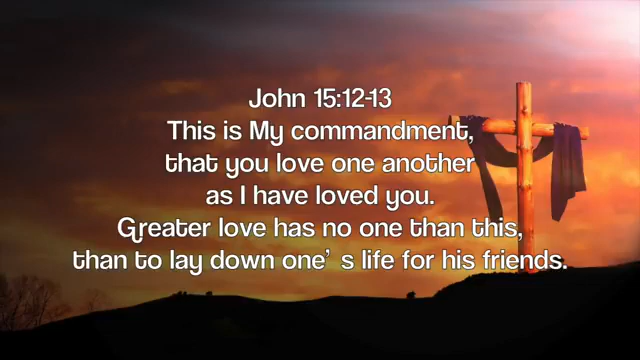 John 15:12-13
This is My commandment,
that you love one another
as I have loved you.
Greater love has no one than this,
than to lay down one’ s life for his friends.